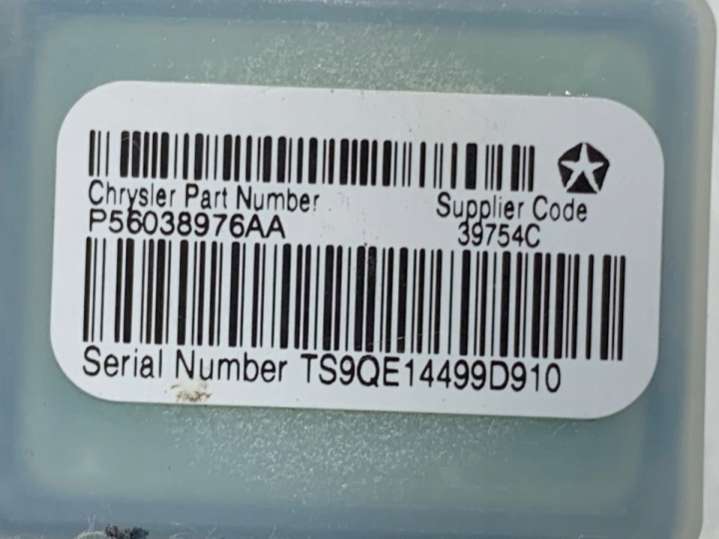 Chrysler Part Number Supplier Code
P56038976AA 39754C
Serial Number TS9QE14499D910